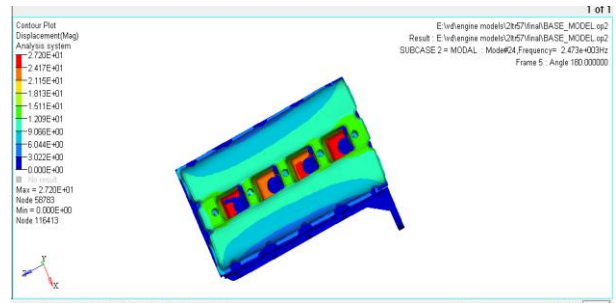 1 of 1
Contour Plot
Displacement(Mag)
Analysis system
2.720E+01
2.417E+01
2.115E+01
1.813E+01
1.511E+01
1.209E+01
9.066E+00
6.044E+00
3.022E+00
0.000E+00
No result
Max = 2.720E+01
Node 58783
Min = 0.000E+00
Node 116413
E:\vd\engine models\2ltr57\final\BASE_MODEL.op2
Result : E:\vd\engine models\2ltr57\final\BASE_MODEL.op2
SUBCASE 2 = MODAL : Mode#24,Frequency= 2.473e+003Hz
Frame 5 : Angle 180.000000
Y
Z
X